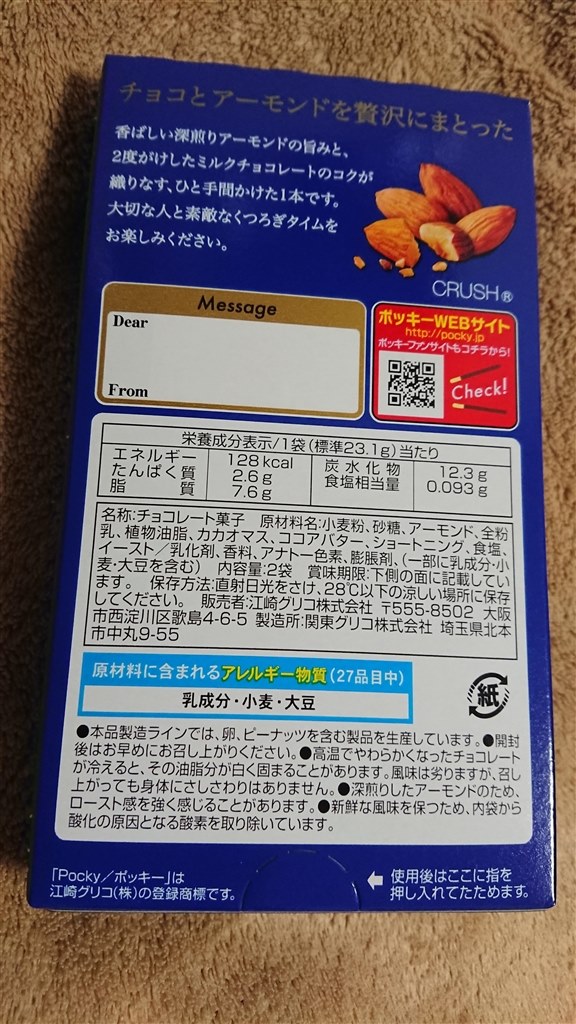 チョコとアーモンドを贅沢にまとった
香ばしい深煎りアーモンドの旨みと、
2度がけしたミルクチョコレートのコクが
織りなす、ひと手間かけた1本です。
大切な人と素敵なくつろぎタイムを
お楽しみください。
CRUSH®
Message
Dear
From
ポッキーWEBサイト
http://pocky.jp
ポッキーファンサイトもコチラから!
Check!
栄養成分表示/1袋(標準23.1g)当たり
エネルギー 128 kcal 炭水化物 12.3 g
たんぱく質 2.6 g 食塩相当量 0.093 g
脂質 7.6 g
名称:チョコレート菓子 原材料名:小麦粉、砂糖、アーモンド、全粉
乳、植物油脂、カカオマス、ココアバター、ショートニング、食塩、
イースト/乳化剤、香料、アナトー色素、膨脹剤、(一部に乳成分・小
麦・大豆を含む) 内容量:2袋 賞味期限:下側の面に記載してい
ます。 保存方法:直射日光をさけ、28℃以下の涼しい場所に保存
してください。 販売者:江崎グリコ株式会社 〒555-8502 大阪
市西淀川区歌島4-6-5 製造所:関東グリコ株式会社 埼玉県北本
市中丸9-55
原材料に含まれるアレルギー物質(27品目中)
乳成分・小麦・大豆
紙
●本品製造ラインでは、卵、ピーナッツを含む製品を生産しています。●開封
後はお早めにお召し上がりください。●高温でやわらかくなったチョコレート
が冷えると、その油脂分が白く固まることがあります。風味は劣りますが、召し
上がっても身体にさしさわりはありません。●深煎りしたアーモンドのため、
ロースト感を強く感じることがあります。●新鮮な風味を保つため、内袋から
酸化の原因となる酸素を取り除いています。
「Pocky/ポッキー」は
江崎グリコ(株)の登録商標です。
← 使用後はここに指を
押し入れてたためます。